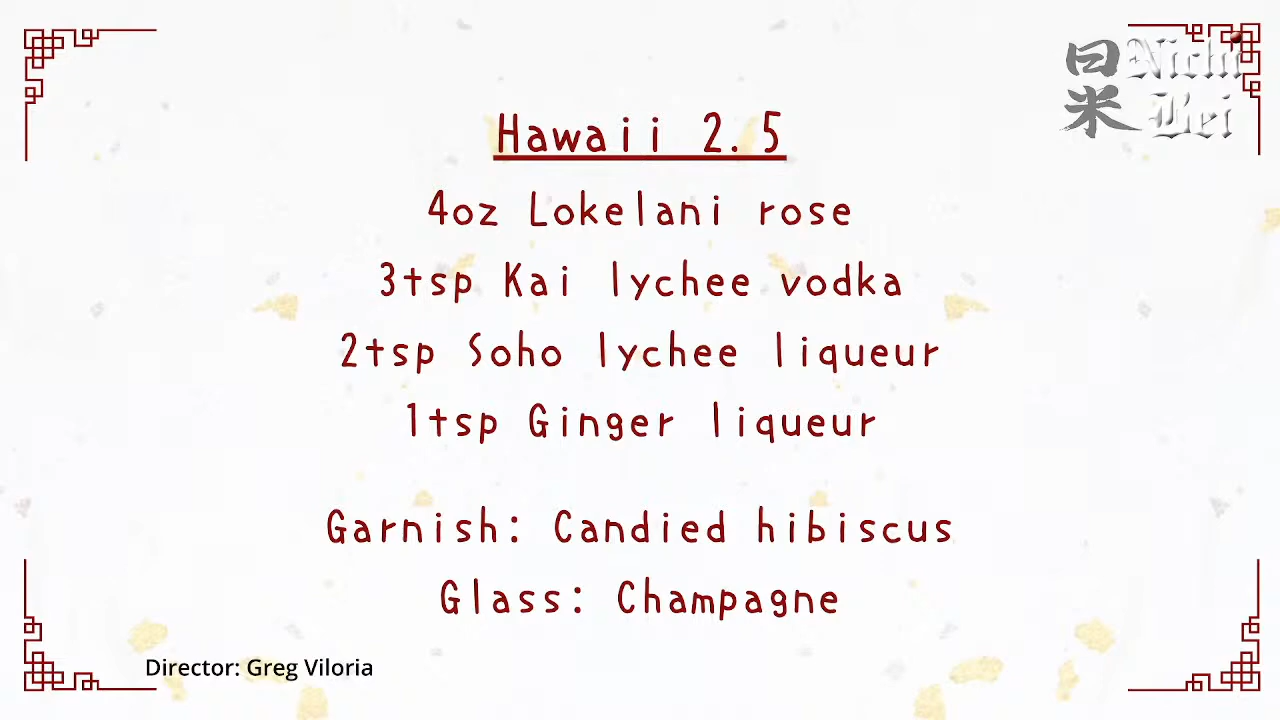 日米 Nichi Bei
Hawaii 2.5
4oz Lokelani rose
3tsp Kai lychee vodka
2tsp Soho lychee liqueur
1tsp Ginger liqueur
Garnish: Candied hibiscus
Glass: Champagne
Director: Greg Viloria